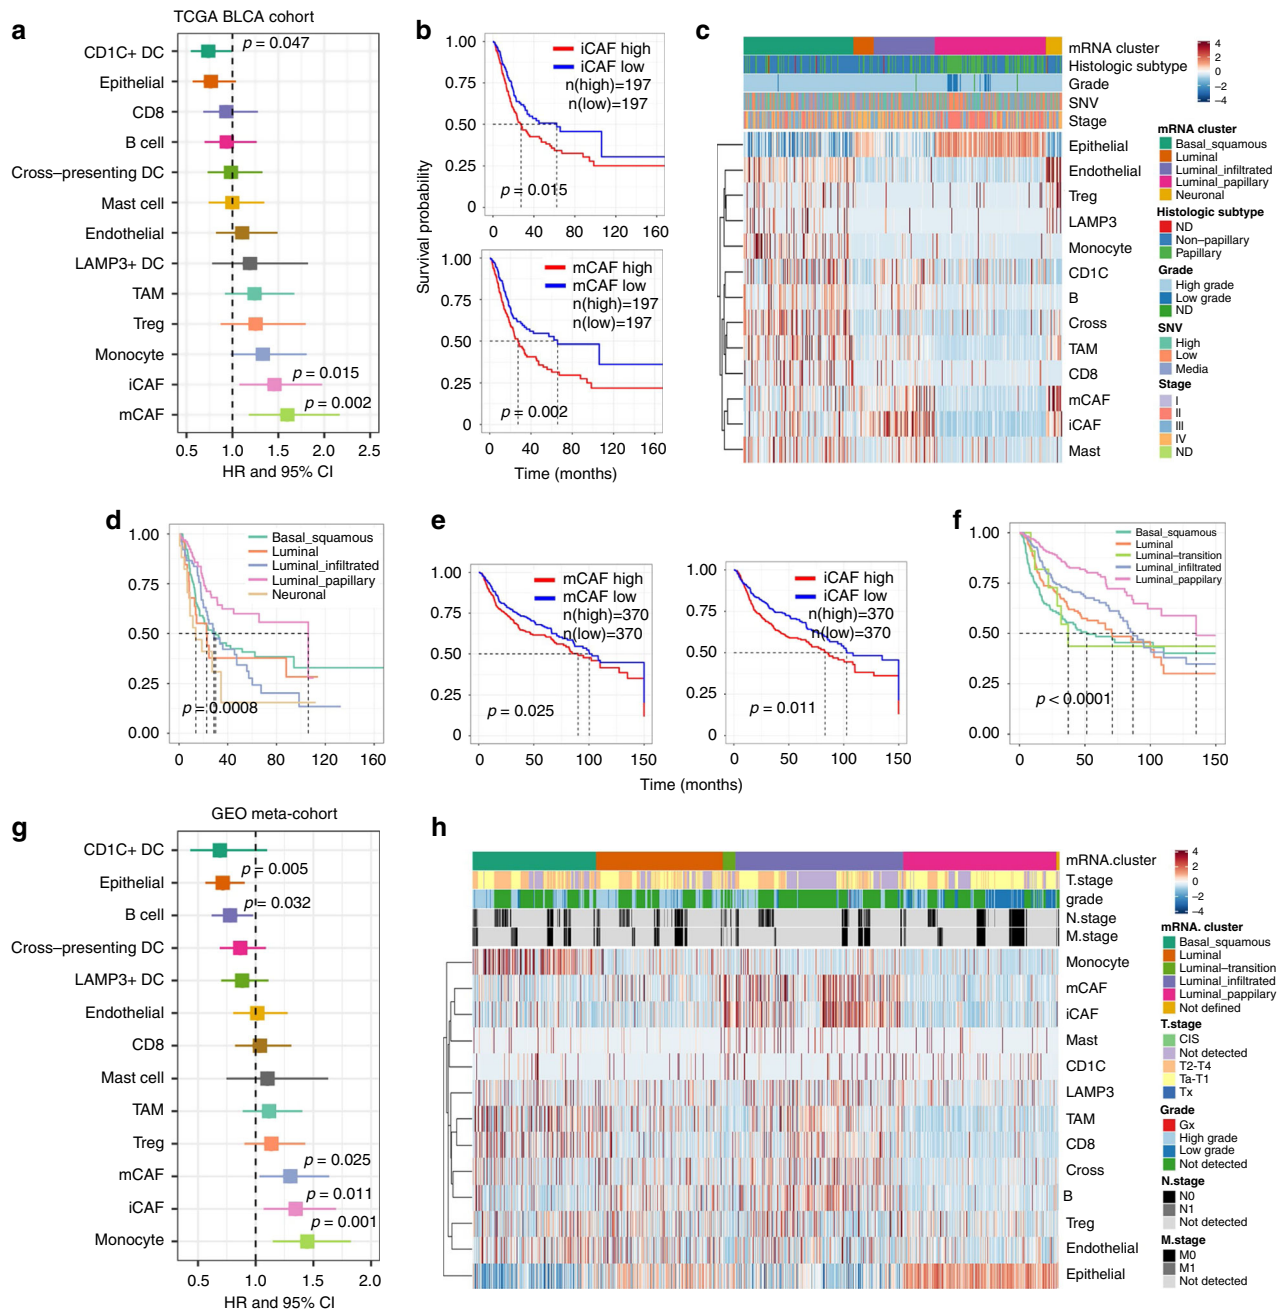 a
TCGA BLCA cohort
CD1C+ DC
Epithelial
CD8
B cell
Cross–presenting DC
Mast cell
Endothelial
LAMP3+ DC
TAM
Treg
Monocyte
iCAF
mCAF
p = 0.047
p = 0.015
p = 0.002
0.5 1.0 1.5 2.0 2.5
HR and 95% CI
b
Survival probability
1.00
0.75
0.50
0.25
0
iCAF high
iCAF low
n(high)=197
n(low)=197
p = 0.015
0 40 80 120 160
1.00
0.75
0.50
0.25
0
mCAF high
mCAF low
n(high)=197
n(low)=197
p = 0.002
0 40 80 120 160
Time (months)
c
mRNA cluster
Histologic subtype
Grade
SNV
Stage
Epithelial
Endothelial
Treg
LAMP3
Monocyte
CD1C
B
Cross
TAM
CD8
mCAF
iCAF
Mast
4
2
0
−2
−4
mRNA cluster
Basal_squamous
Luminal
Luminal_infiltrated
Luminal_papillary
Neuronal
Histologic subtype
ND
Non–papillary
Papillary
Grade
High grade
Low grade
ND
SNV
High
Low
Media
Stage
I
II
III
IV
ND
d
1.00
0.75
0.50
0.25
0.00
Basal_squamous
Luminal
Luminal_infiltrated
Luminal_papillary
Neuronal
p = 0.0008
0 40 80 120 160
e
1.00
0.75
0.50
0.25
0
mCAF high
mCAF low
n(high)=370
n(low)=370
p = 0.025
0 50 100 150
1.00
0.75
0.50
0.25
0
iCAF high
iCAF low
n(high)=370
n(low)=370
p = 0.011
0 50 100 150
Time (months)
f
1.00
0.75
0.50
0.25
0.00
Basal_squamous
Luminal
Luminal–transition
Luminal_infiltrated
Luminal_pappilary
p < 0.0001
0 50 100 150
g
GEO meta-cohort
CD1C+ DC
Epithelial
B cell
Cross–presenting DC
LAMP3+ DC
Endothelial
CD8
Mast cell
TAM
Treg
mCAF
iCAF
Monocyte
p = 0.005
p = 0.032
p = 0.025
p = 0.011
p = 0.001
0.5 1.0 1.5 2.0
HR and 95% CI
h
mRNA.cluster
T.stage
grade
N.stage
M.stage
Monocyte
mCAF
iCAF
Mast
CD1C
LAMP3
TAM
CD8
Cross
B
Treg
Endothelial
Epithelial
4
2
0
−2
−4
mRNA. cluster
Basal_squamous
Luminal
Luminal–transition
Luminal_infiltrated
Luminal_pappilary
Not defined
T.stage
CIS
Not detected
T2-T4
Ta-T1
Tx
Grade
Gx
High grade
Low grade
Not detected
N.stage
N0
N1
Not detected
M.stage
M0
M1
Not detected